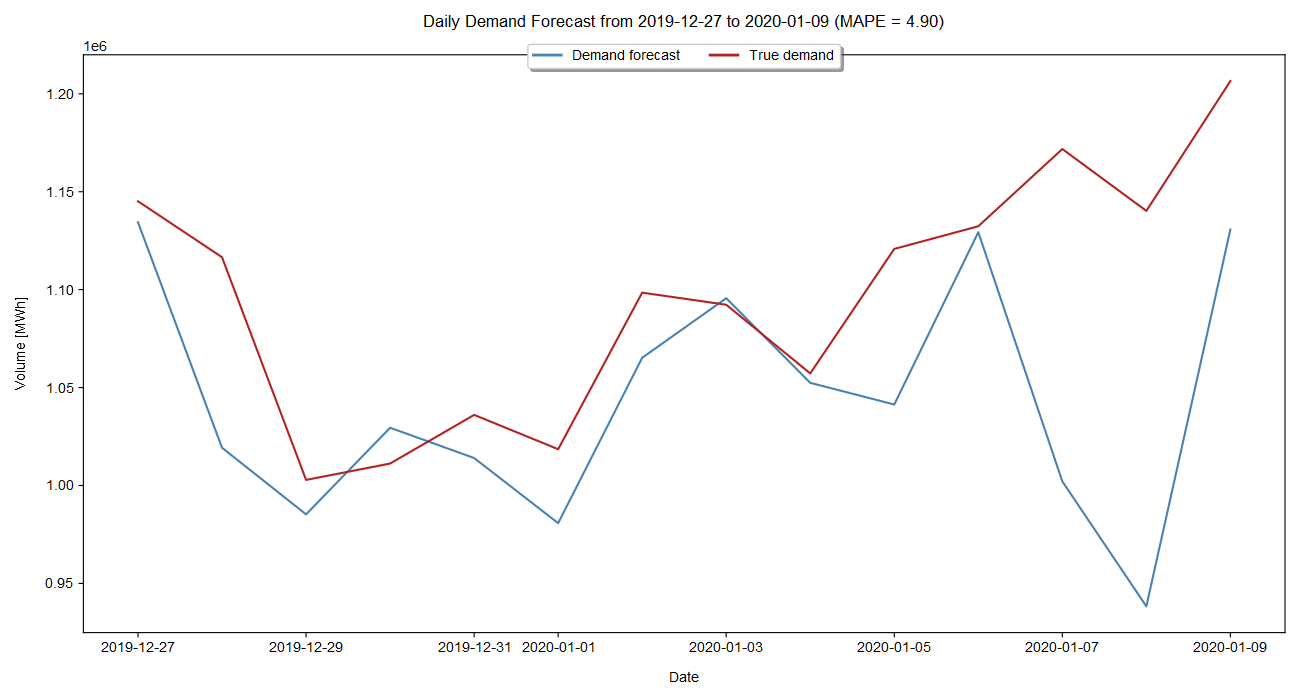 Daily Demand Forecast from 2019-12-27 to 2020-01-09 (MAPE = 4.90)
1e6
Demand forecast
True demand
1.20
1.15
1.10
1.05
1.00
0.95
Volume [MWh]
2019-12-27
2019-12-29
2019-12-31
2020-01-01
2020-01-03
2020-01-05
2020-01-07
2020-01-09
Date